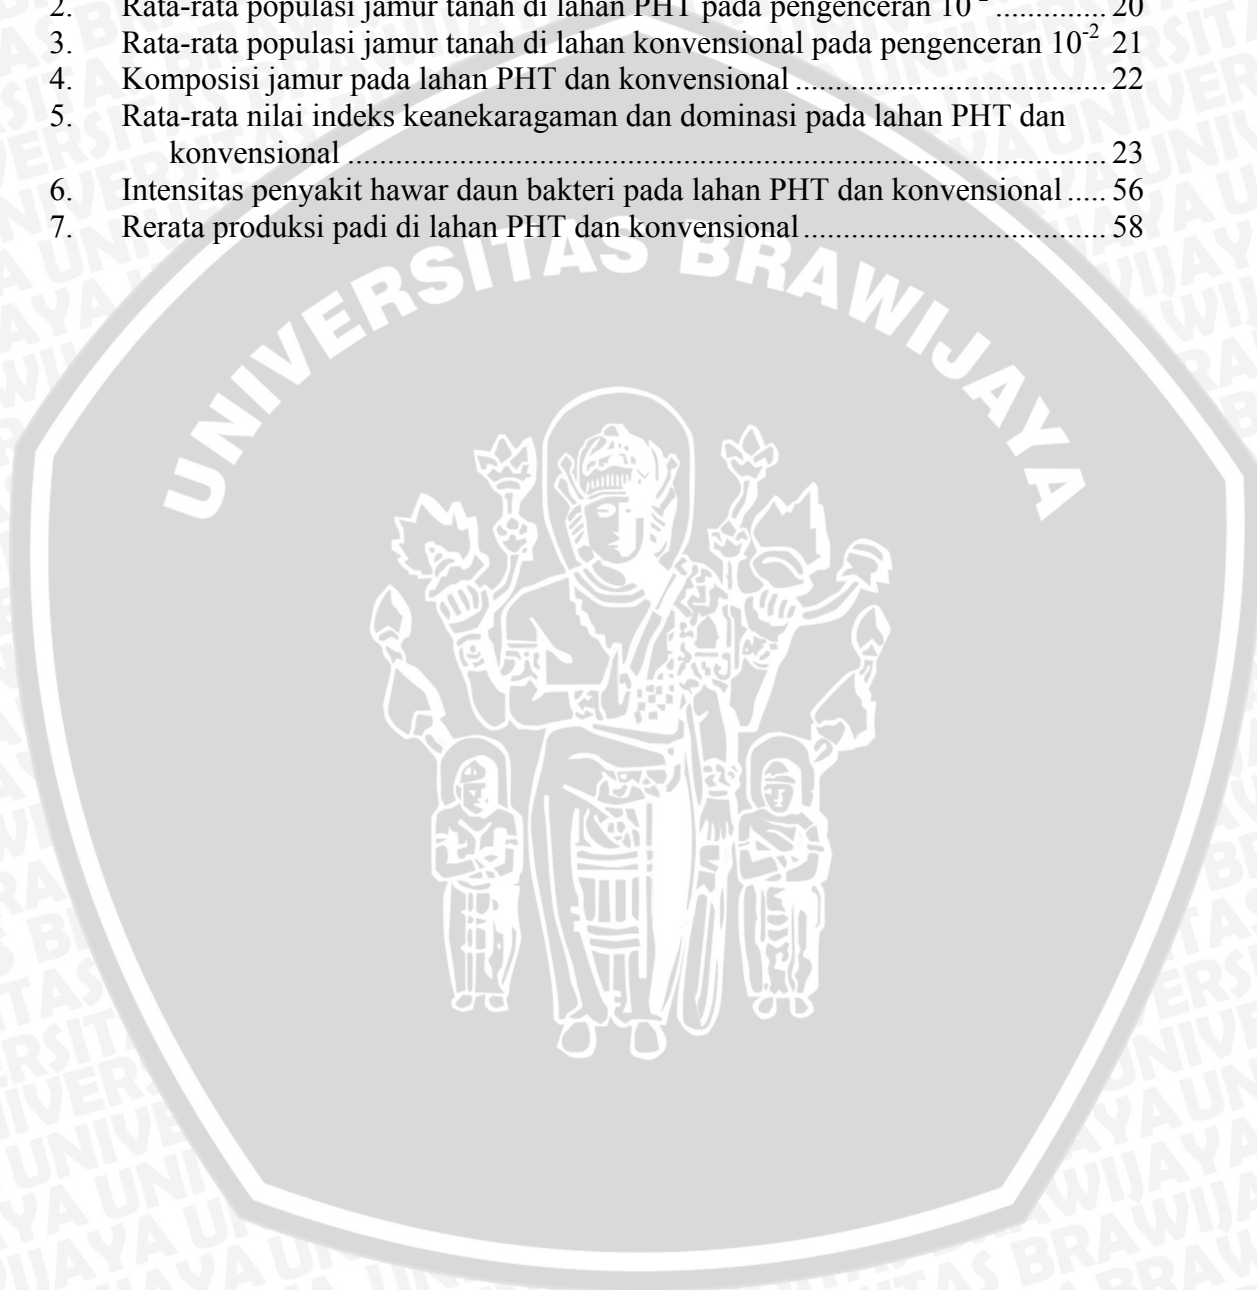 2. Rata-rata populasi jamur tanah di lahan PHT pada pengenceran 10⁻² .............. 20
3. Rata-rata populasi jamur tanah di lahan konvensional pada pengenceran 10⁻² 21
4. Komposisi jamur pada lahan PHT dan konvensional ....................................... 22
5. Rata-rata nilai indeks keanekaragaman dan dominasi pada lahan PHT dan
konvensional ............................................................................................... 23
6. Intensitas penyakit hawar daun bakteri pada lahan PHT dan konvensional ..... 56
7. Rerata produksi padi di lahan PHT dan konvensional ...................................... 58
UNIVERSITAS BRAWIJAYA